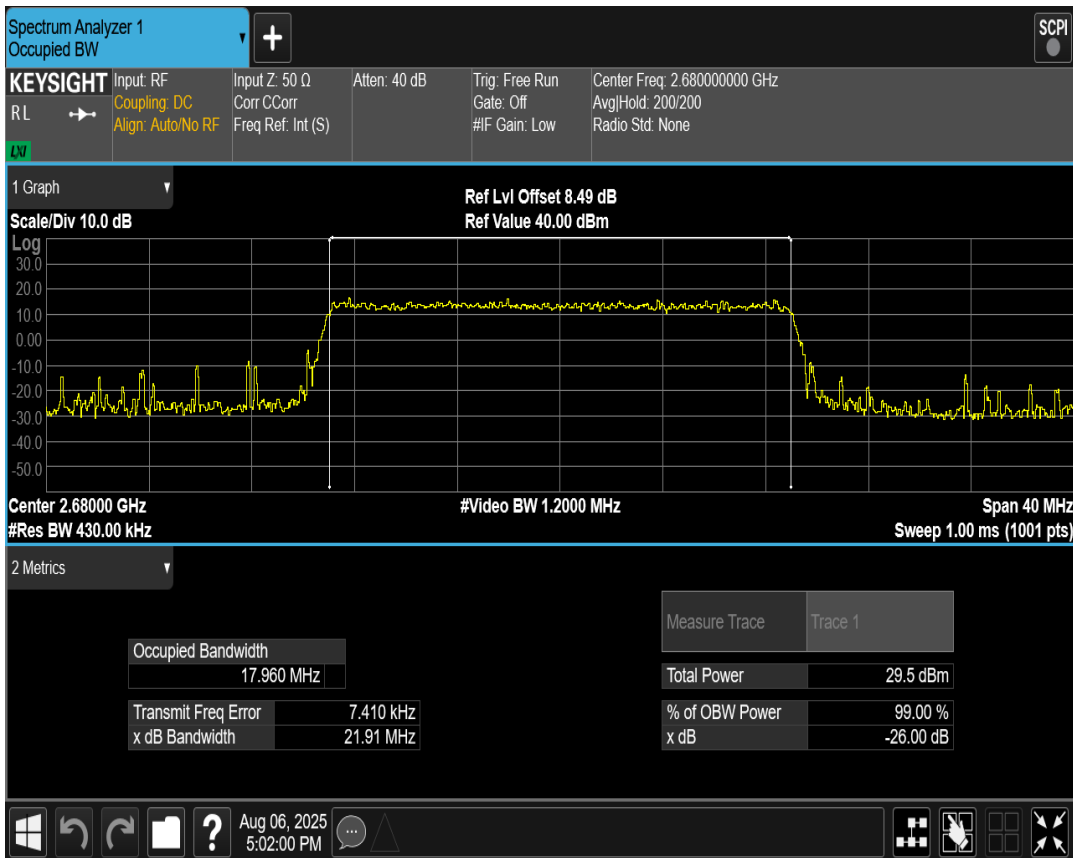 Spectrum Analyzer 1
Occupied BW
+
SCPI
KEYSIGHT
R L
LXI
Input: RF
Coupling: DC
Align: Auto/No RF
Input Z: 50 Ω
Corr CCorr
Freq Ref: Int (S)
Atten: 40 dB
Trig: Free Run
Gate: Off
#IF Gain: Low
Center Freq: 2.680000000 GHz
Avg|Hold: 200/200
Radio Std: None
1 Graph
Scale/Div 10.0 dB
Ref Lvl Offset 8.49 dB
Ref Value 40.00 dBm
Log
30.0
20.0
10.0
0.00
-10.0
-20.0
-30.0
-40.0
-50.0
Center 2.68000 GHz
#Video BW 1.2000 MHz
Span 40 MHz
#Res BW 430.00 kHz
Sweep 1.00 ms (1001 pts)
2 Metrics
Measure Trace Trace 1
Occupied Bandwidth
17.960 MHz
Total Power 29.5 dBm
Transmit Freq Error 7.410 kHz
% of OBW Power 99.00 %
x dB Bandwidth 21.91 MHz
x dB -26.00 dB
?
Aug 06, 2025
5:02:00 PM